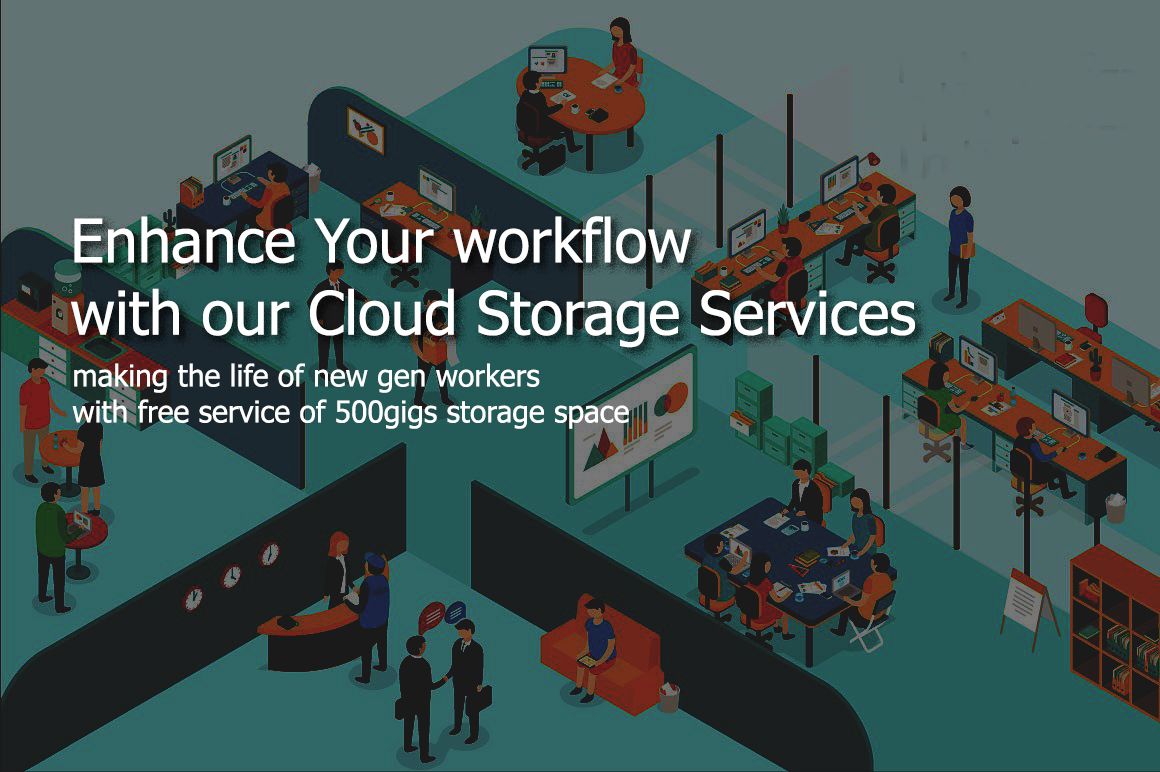 Enhance Your workflow
with our Cloud Storage Services
making the life of new gen workers
with free service of 500gigs storage space